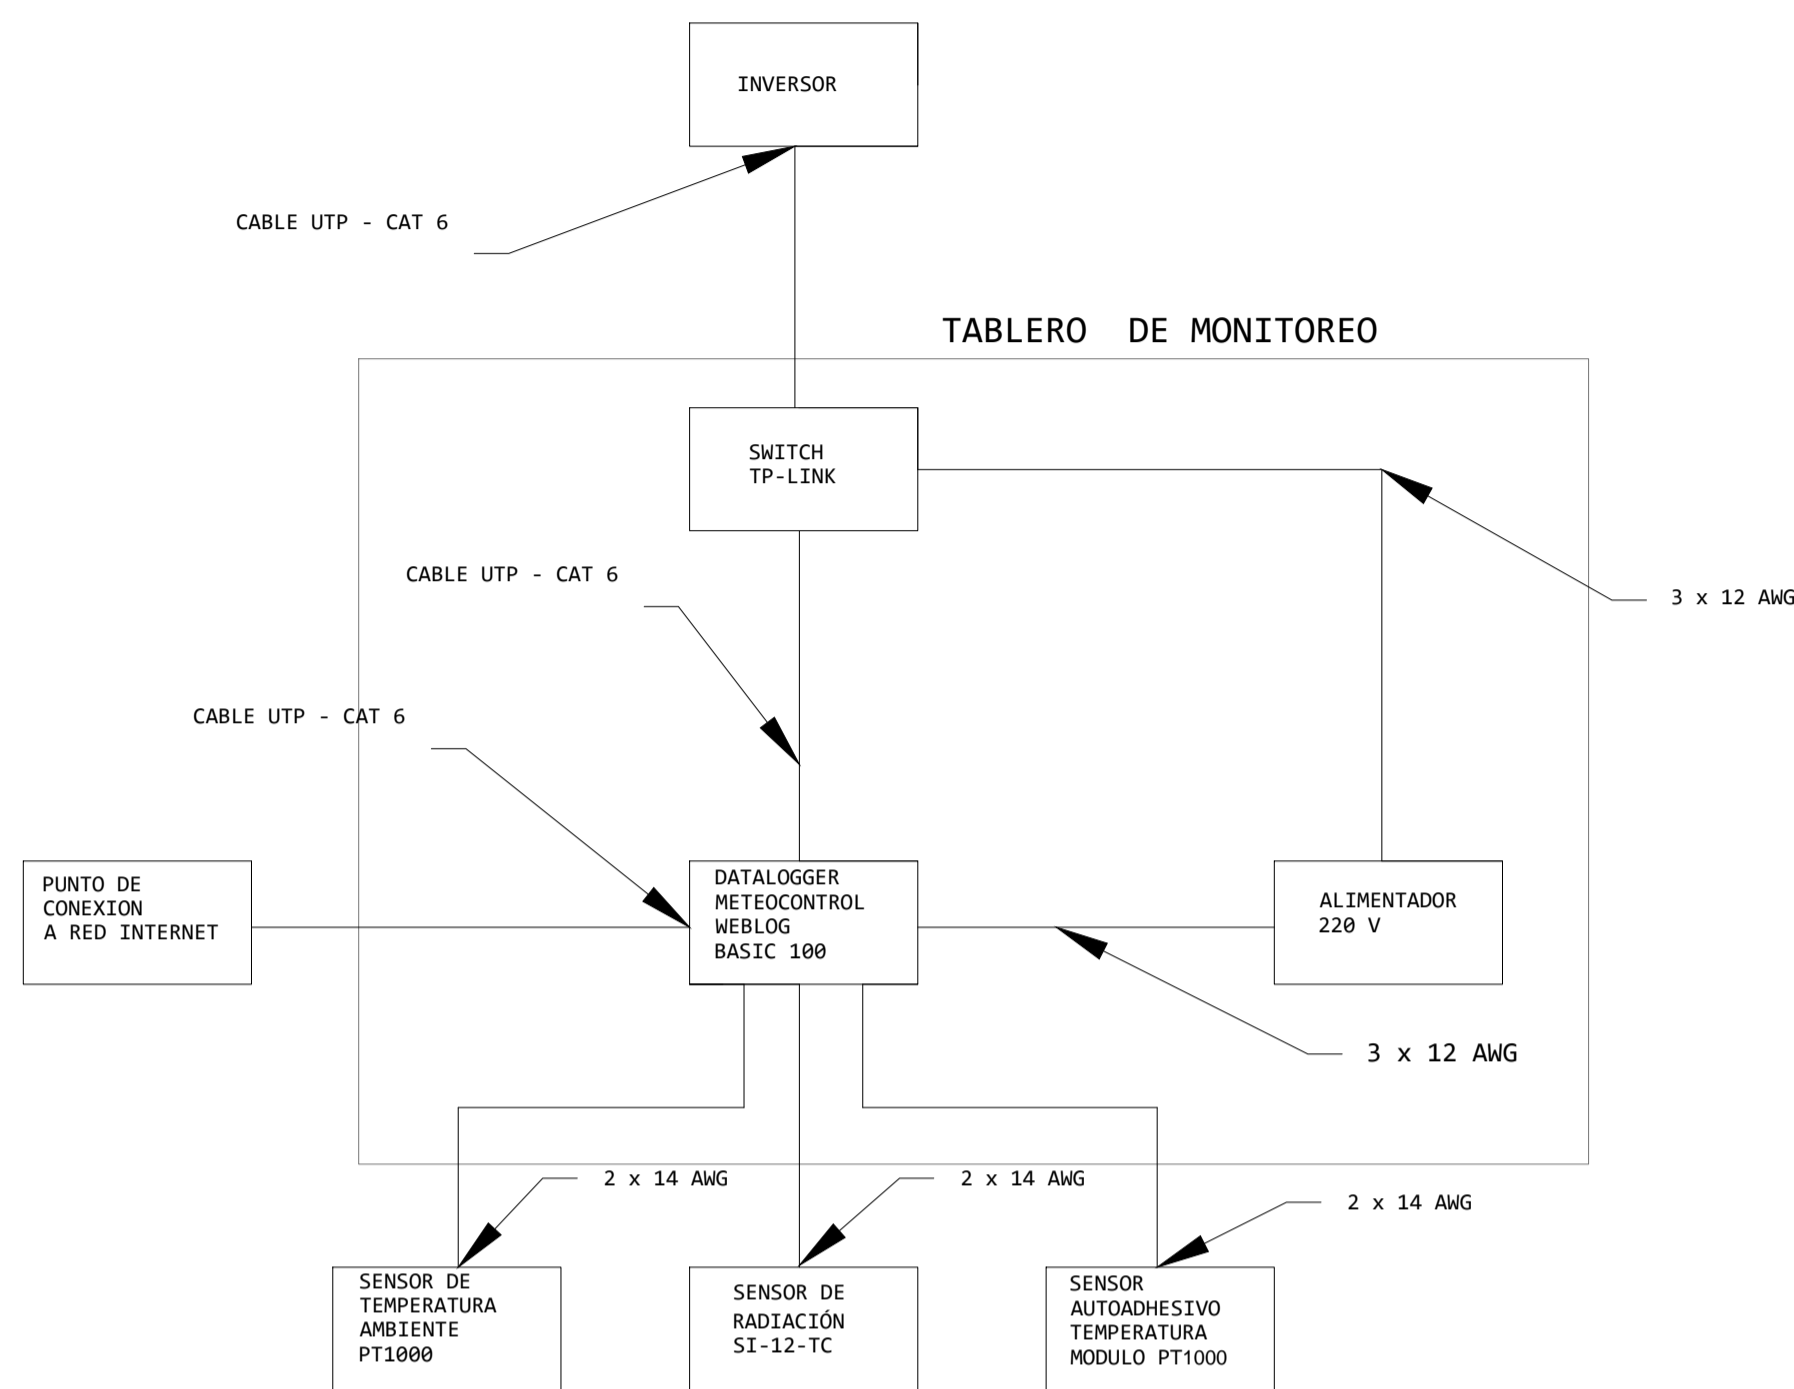 INVERSOR
CABLE UTP - CAT 6
TABLERO DE MONITOREO
SWITCH
TP-LINK
CABLE UTP - CAT 6
3 x 12 AWG
CABLE UTP - CAT 6
PUNTO DE
CONEXION
A RED INTERNET
DATALOGGER
METEOCONTROL
WEBLOG
BASIC 100
ALIMENTADOR
220 V
3 x 12 AWG
2 x 14 AWG
2 x 14 AWG
2 x 14 AWG
SENSOR DE
TEMPERATURA
AMBIENTE
PT1000
SENSOR DE
RADIACIÓN
SI-12-TC
SENSOR
AUTOADHESIVO
TEMPERATURA
MODULO PT1000